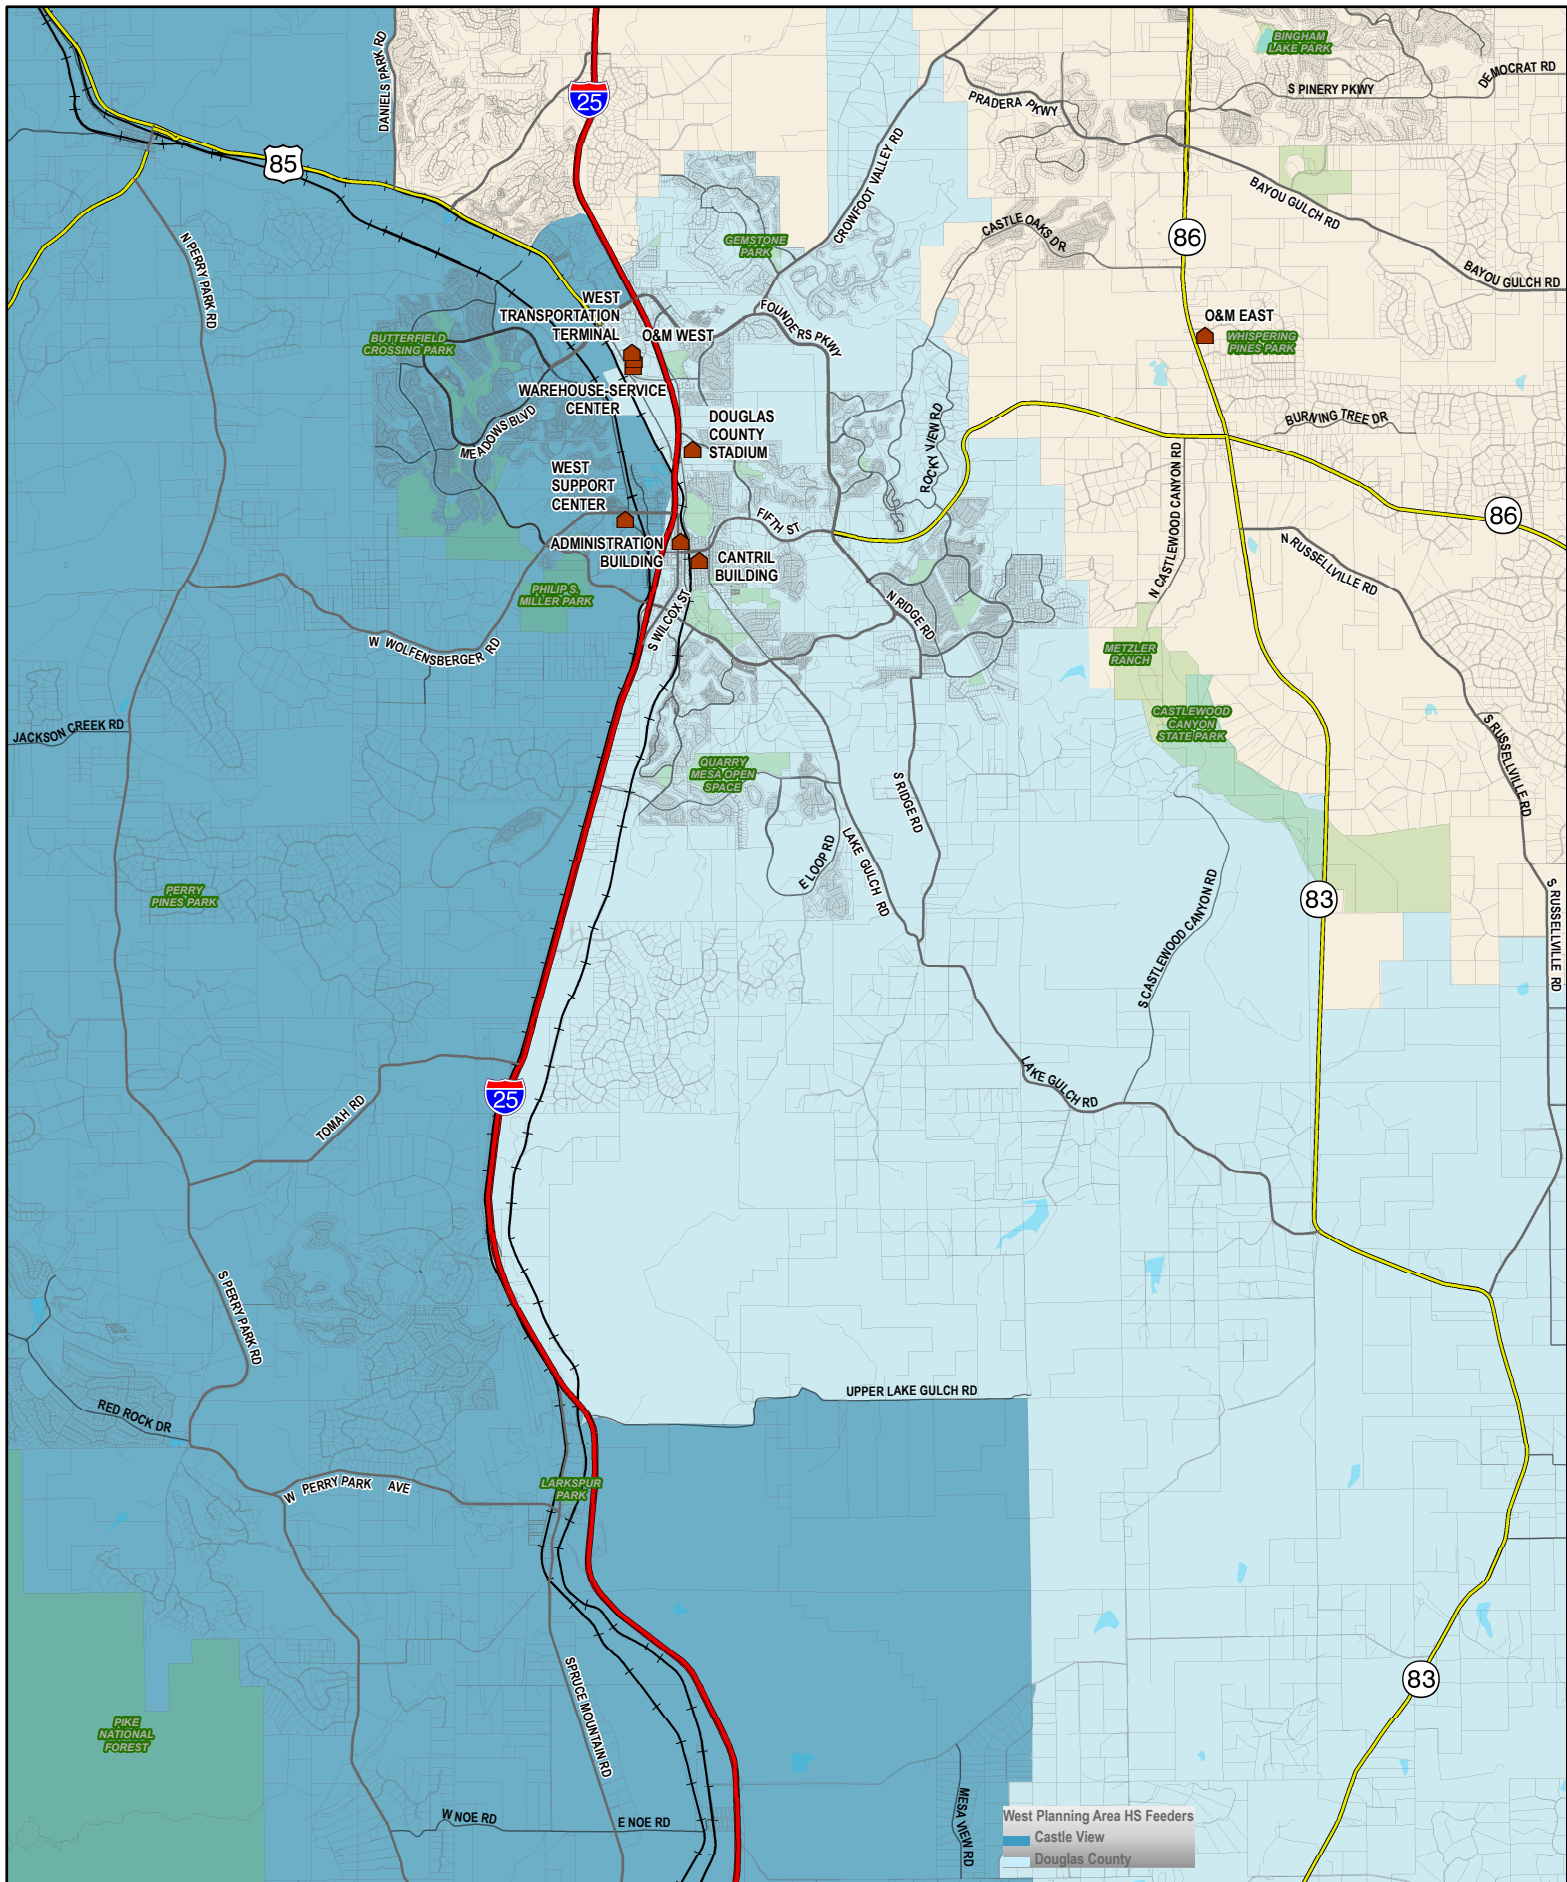 BINGHAM
LAKE PARK
DEMOCRAT RD
S PINERY PKWY
DANIELS PARK RD
25
PRADERA PKWY
85
CROWFOOT VALLEY RD
BAYOU GULCH RD
CASTLE OAKS DR
86
GEMSTONE
PARK
N PERRY PARK RD
BAYOU GULCH RD
WEST
TRANSPORTATION
TERMINAL
O&M WEST
FOUNDERS PKWY
O&M EAST
WHISPERING
PINES PARK
BUTTERFIELD
CROSSING PARK
WAREHOUSE-SERVICE
CENTER
MEADOWS BLVD
DOUGLAS
COUNTY
STADIUM
ROCKY VIEW RD
BURNING TREE DR
N CASTLEWOOD CANYON RD
WEST
SUPPORT
CENTER
FIFTH ST
86
ADMINISTRATION
BUILDING
CANTRIL
BUILDING
N RUSSELLVILLE RD
PHILIP S.
MILLER PARK
S WILCOX ST
N RIDGE RD
W WOLFENSBERGER RD
METZLER
RANCH
CASTLEWOOD
CANYON
STATE PARK
JACKSON CREEK RD
S RUSSELLVILLE RD
QUARRY
MESA OPEN
SPACE
S RIDGE RD
LAKE GULCH RD
E LOOP RD
PERRY
PINES PARK
83
S CASTLEWOOD CANYON RD
S RUSSELLVILLE RD
LAKE GULCH RD
25
TOMAH RD
S PERRY PARK RD
UPPER LAKE GULCH RD
RED ROCK DR
W PERRY PARK AVE
LARKSPUR
PARK
83
SPRUCE MOUNTAIN RD
PIKE
NATIONAL
FOREST
W NOE RD
E NOE RD
MESA VIEW RD
West Planning Area HS Feeders
Castle View
Douglas County